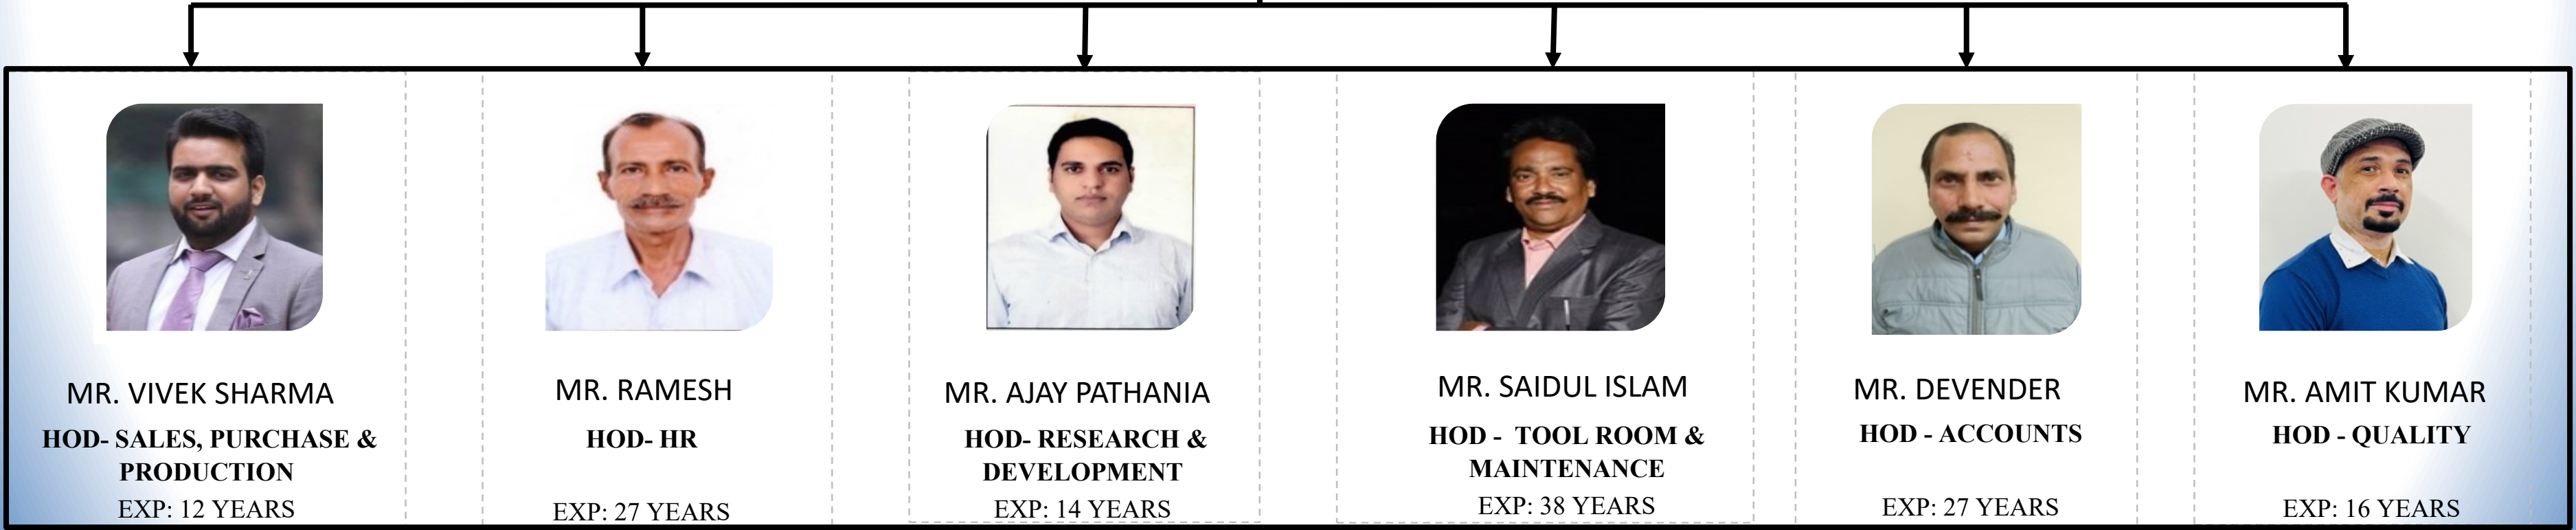 MR. VIVEK SHARMA
HOD- SALES, PURCHASE &
PRODUCTION
EXP: 12 YEARS
MR. RAMESH
HOD- HR
EXP: 27 YEARS
MR. AJAY PATHANIA
HOD- RESEARCH &
DEVELOPMENT
EXP: 14 YEARS
MR. SAIDUL ISLAM
HOD - TOOL ROOM &
MAINTENANCE
EXP: 38 YEARS
MR. DEVENDER
HOD - ACCOUNTS
EXP: 27 YEARS
MR. AMIT KUMAR
HOD - QUALITY
EXP: 16 YEARS